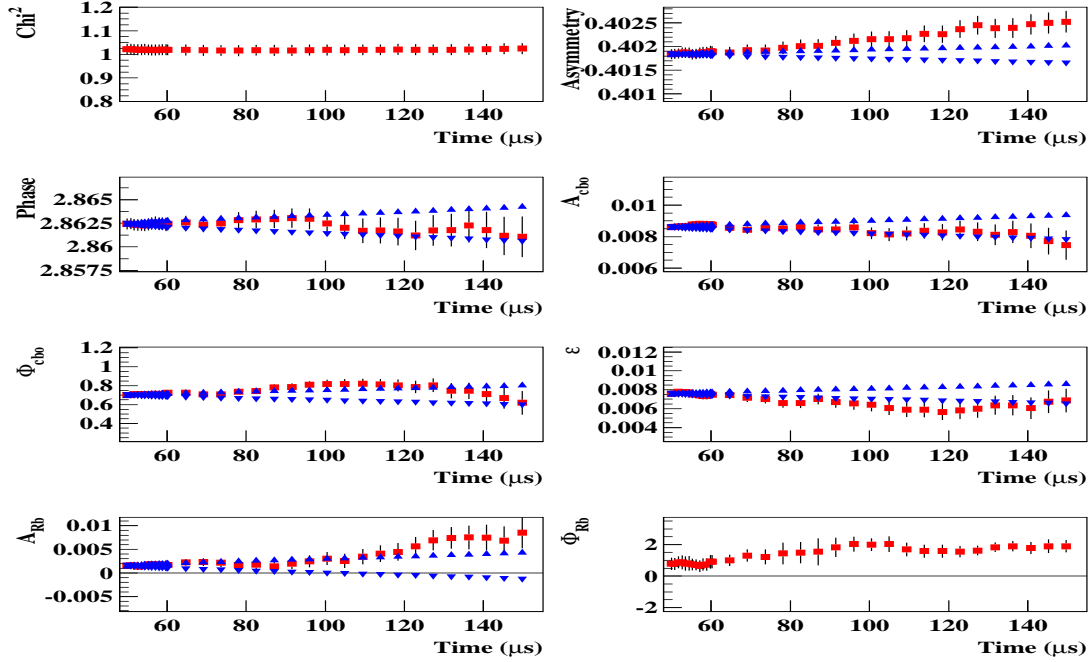 Chi²
1.2
1.1
1
0.9
0.8
60 80 100 120 140
Time (μs)
Asymmetry
0.4025
0.402
0.4015
0.401
60 80 100 120 140
Time (μs)
Phase
2.865
2.8625
2.86
2.8575
60 80 100 120 140
Time (μs)
A_cbo
0.01
0.008
0.006
60 80 100 120 140
Time (μs)
Φ_cbo
1.2
1
0.8
0.6
0.4
60 80 100 120 140
Time (μs)
ε
0.012
0.01
0.008
0.006
0.004
60 80 100 120 140
Time (μs)
A_Rb
0.01
0.005
0
-0.005
60 80 100 120 140
Time (μs)
Φ_Rb
2
0
-2
60 80 100 120 140
Time (μs)